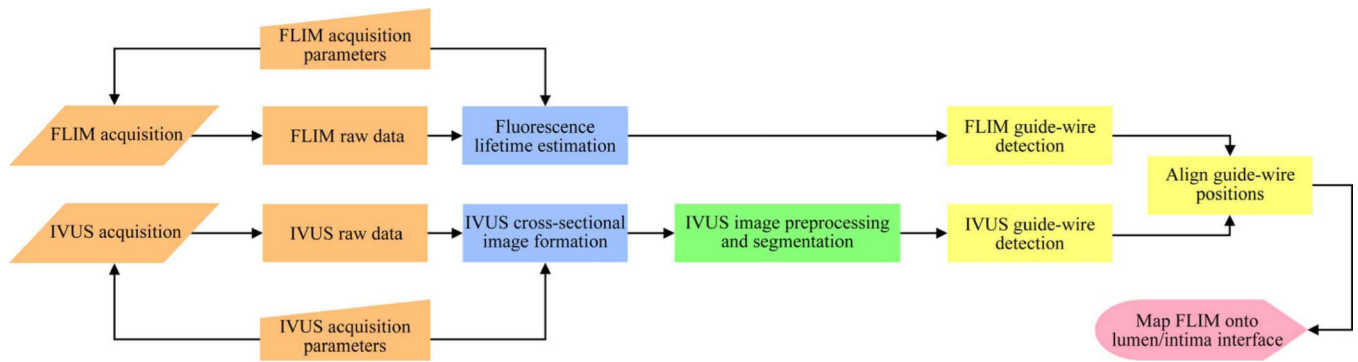 FLIM acquisition
parameters
FLIM acquisition
FLIM raw data
Fluorescence
lifetime estimation
FLIM guide-wire
detection
Align guide-wire
positions
IVUS acquisition
IVUS raw data
IVUS cross-sectional
image formation
IVUS image preprocessing
and segmentation
IVUS guide-wire
detection
IVUS acquisition
parameters
Map FLIM onto
lumen/intima interface